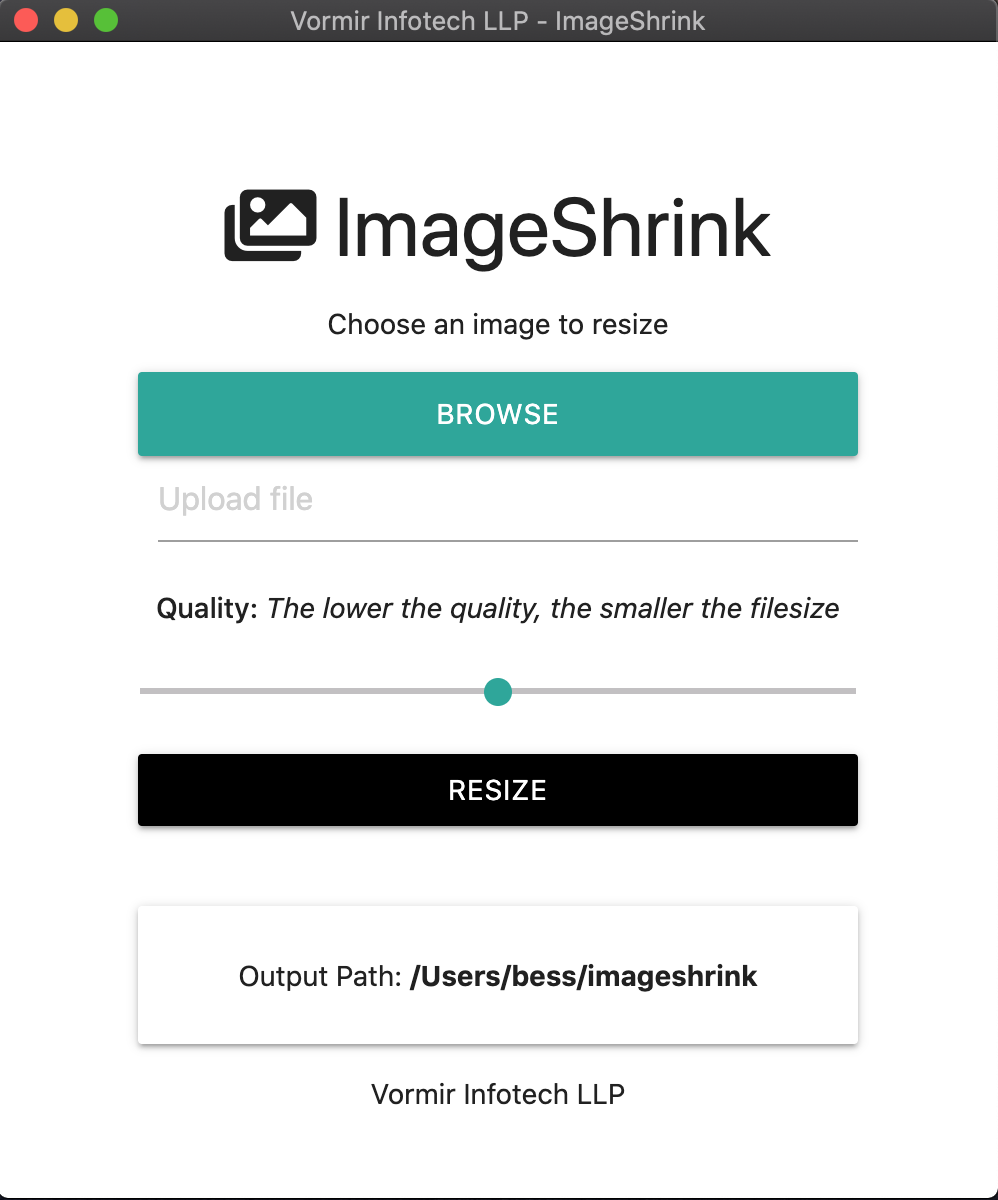 Vormir Infotech LLP - ImageShrink
ImageShrink
Choose an image to resize
BROWSE
Upload file
Quality: The lower the quality, the smaller the filesize
RESIZE
Output Path: /Users/bess/imageshrink
Vormir Infotech LLP